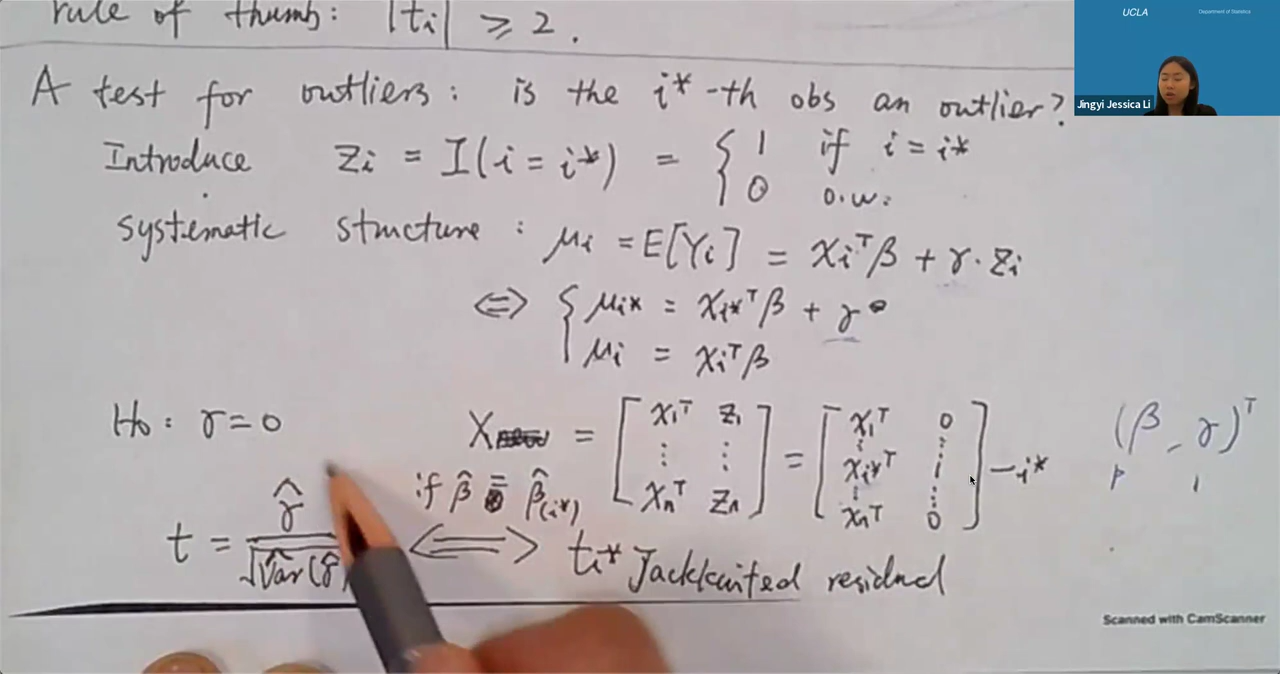 rule of thumb: |ti| ⩾ 2.
UCLA
Department of Statistics
Jingyi Jessica Li
A test for outliers: is the i*-th obs an outlier?
Introduce Zi = I(i = i*) = { 1 if i = i*
0 o.w.
systematic structure: μi = E[Yi] = xiᵀβ + γ·Zi
⇔ { μi* = xi*ᵀβ + γ
μi = xiᵀβ
H0: γ = 0 X = [ x1ᵀ z1 ⋮ ⋮ xnᵀ zn ] = [ x1ᵀ 0 ⋮ ⋮ xi*ᵀ 1 ⋮ ⋮ xnᵀ 0 ] – i* (β, γ)ᵀ
p 1
if β̂ = β̂(i*)
t = γ̂ / √V̂ar(γ̂) ⟺ ti* Jackknifed residual
Scanned with CamScanner